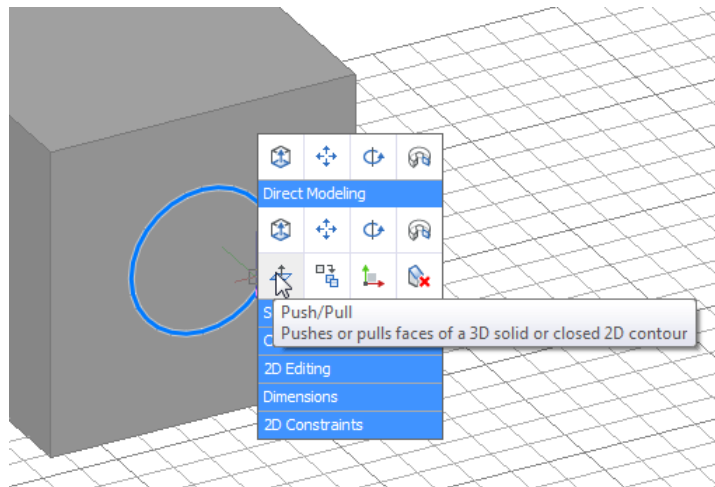 Direct Modeling
Push/Pull
Pushes or pulls faces of a 3D solid or closed 2D contour
2D Editing
Dimensions
2D Constraints